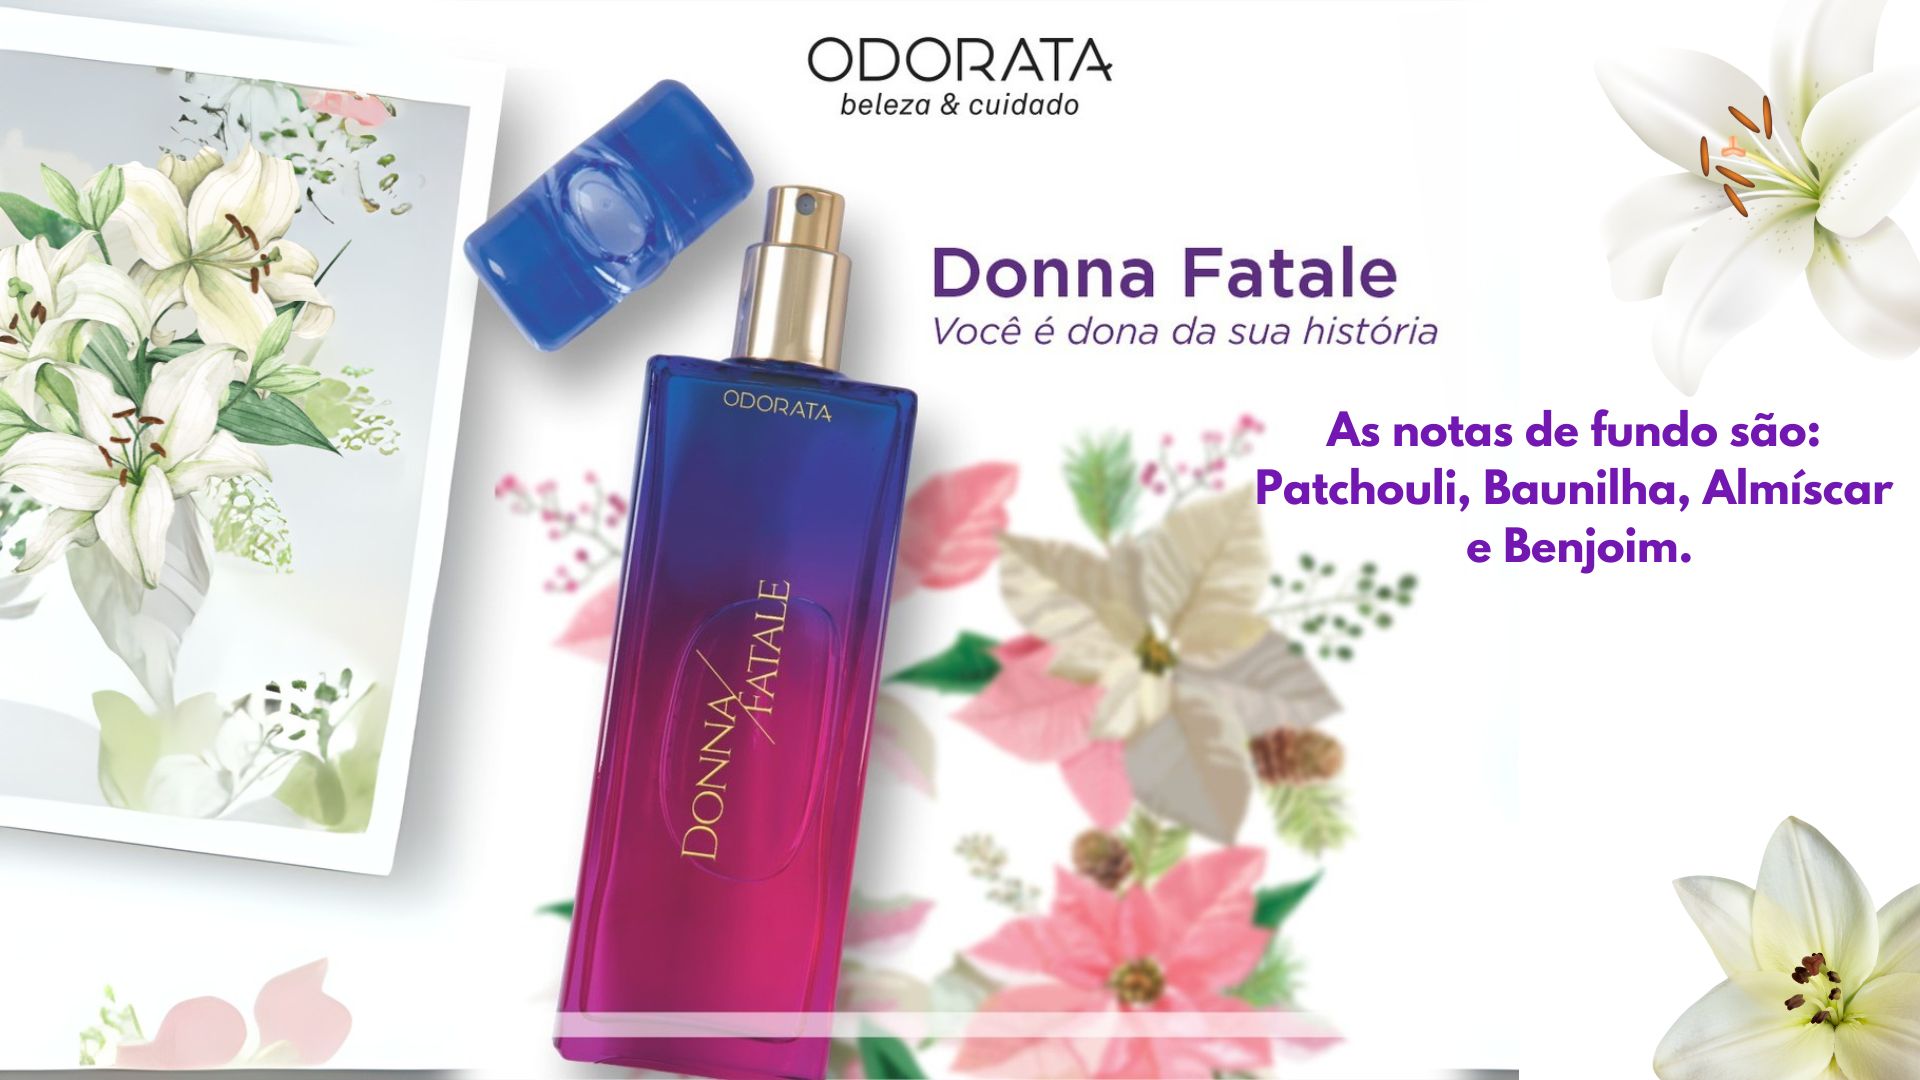 ODORATA
beleza & cuidado
Donna Fatale
Você é dona da sua história
As notas de fundo são:
Patchouli, Baunilha, Almíscar
e Benjoim.
ODORATA
DONNA
FATALE